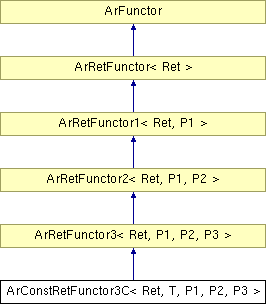 ArFunctor
ArRetFunctor< Ret >
ArRetFunctor1< Ret, P1 >
ArRetFunctor2< Ret, P1, P2 >
ArRetFunctor3< Ret, P1, P2, P3 >
ArConstRetFunctor3C< Ret, T, P1, P2, P3 >